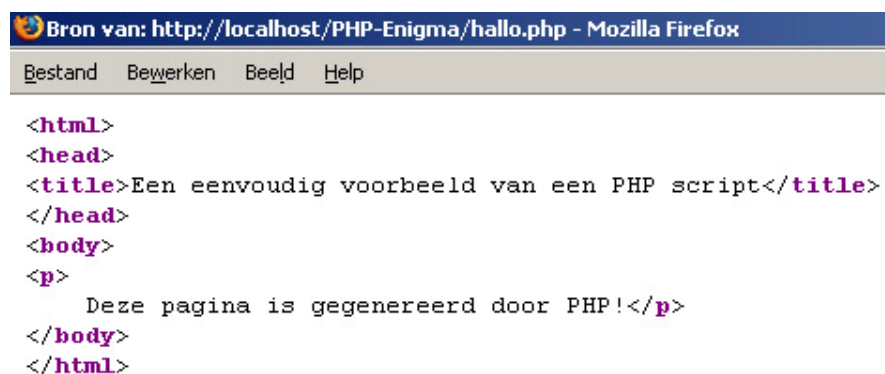 Bron van: http://localhost/PHP-Enigma/hallo.php - Mozilla Firefox
Bestand Bewerken Beeld Help
<html>
<head>
<title>Een eenvoudig voorbeeld van een PHP script</title>
</head>
<body>
<p>
    Deze pagina is gegenereerd door PHP!</p>
</body>
</html>